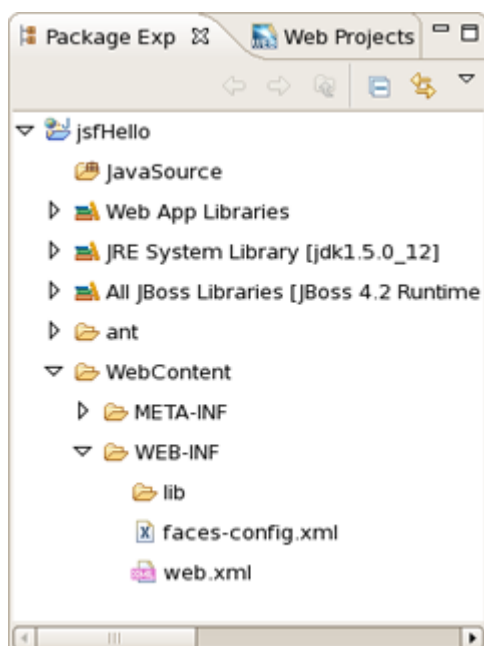 Package Exp
Web Projects
jsfHello
JavaSource
Web App Libraries
JRE System Library [jdk1.5.0_12]
All JBoss Libraries [JBoss 4.2 Runtime
ant
WebContent
META-INF
WEB-INF
lib
faces-config.xml
web.xml